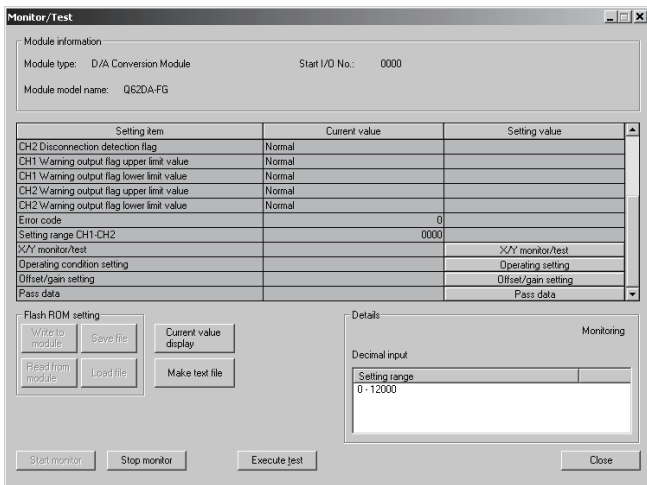 Monitor/Test
Module information
Module type: D/A Conversion Module Start I/O No.: 0000
Module model name: Q62DA-FG
Setting item Current value Setting value
CH2 Disconnection detection flag Normal
CH1 Warning output flag upper limit value Normal
CH1 Warning output flag lower limit value Normal
CH2 Warning output flag upper limit value Normal
CH2 Warning output flag lower limit value Normal
Error code 0
Setting range CH1-CH2 0000
X/Y monitor/test X/Y monitor/test
Operating condition setting Operating setting
Offset/gain setting Offset/gain setting
Pass data Pass data
Flash ROM setting
Write to module Save file Current value display
Read from module Load file Make text file
Details
Monitoring
Decimal input
Setting range
0 - 12000
Start monitor Stop monitor Execute test Close